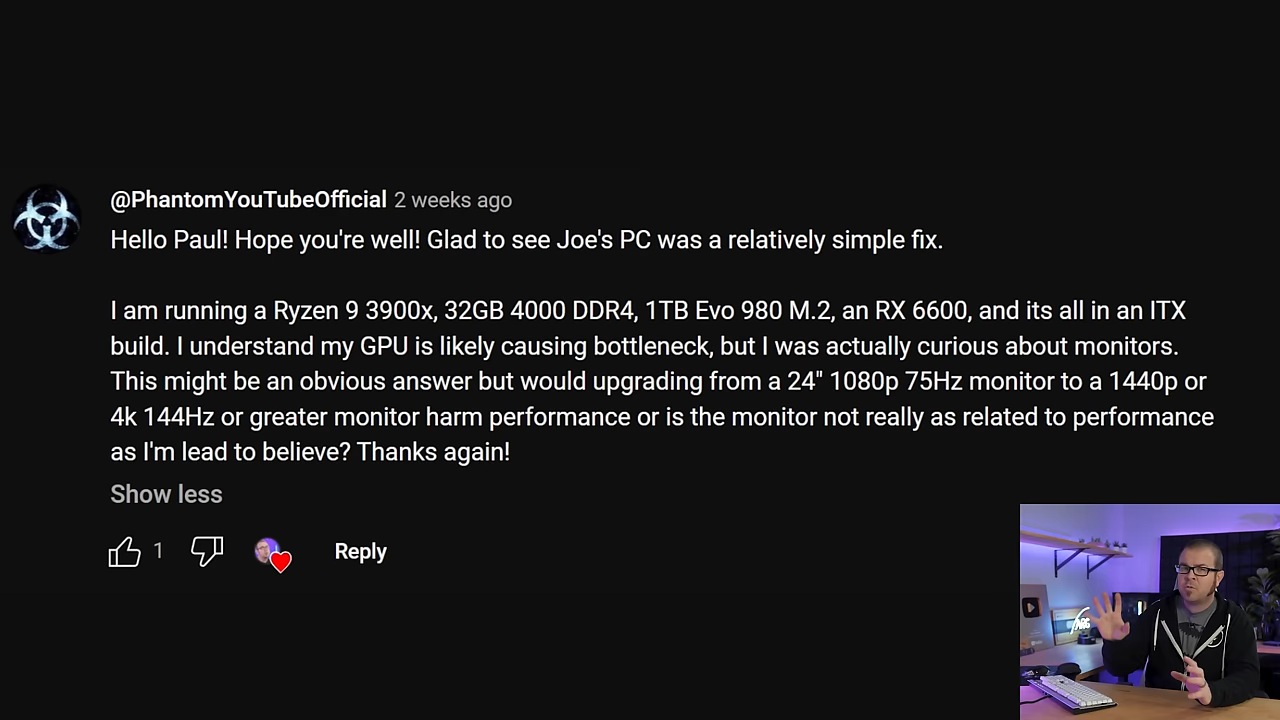 @PhantomYouTubeOfficial 2 weeks ago
Hello Paul! Hope you're well! Glad to see Joe's PC was a relatively simple fix.
I am running a Ryzen 9 3900x, 32GB 4000 DDR4, 1TB Evo 980 M.2, an RX 6600, and its all in an ITX
build. I understand my GPU is likely causing bottleneck, but I was actually curious about monitors.
This might be an obvious answer but would upgrading from a 24" 1080p 75Hz monitor to a 1440p or
4k 144Hz or greater monitor harm performance or is the monitor not really as related to performance
as I'm lead to believe? Thanks again!
Show less
1
Reply